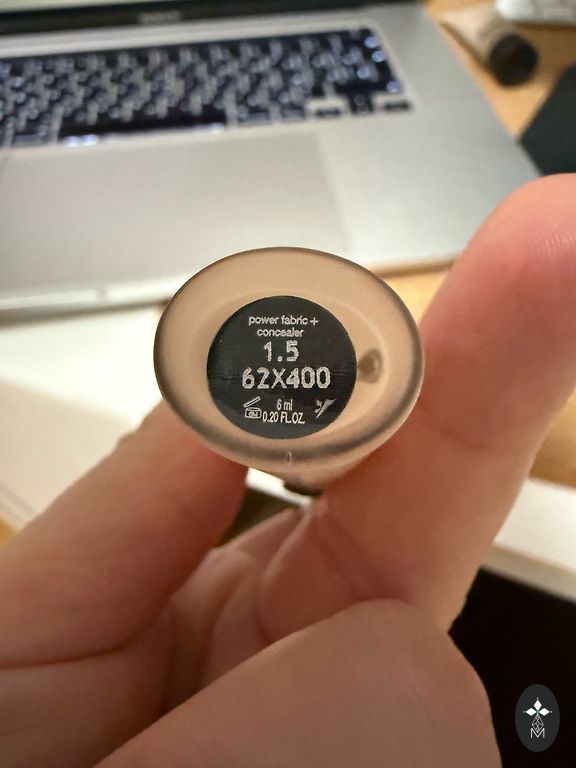 power fabric +
concealer
1.5
62X400
6 ml
0.20 FL.OZ.
M